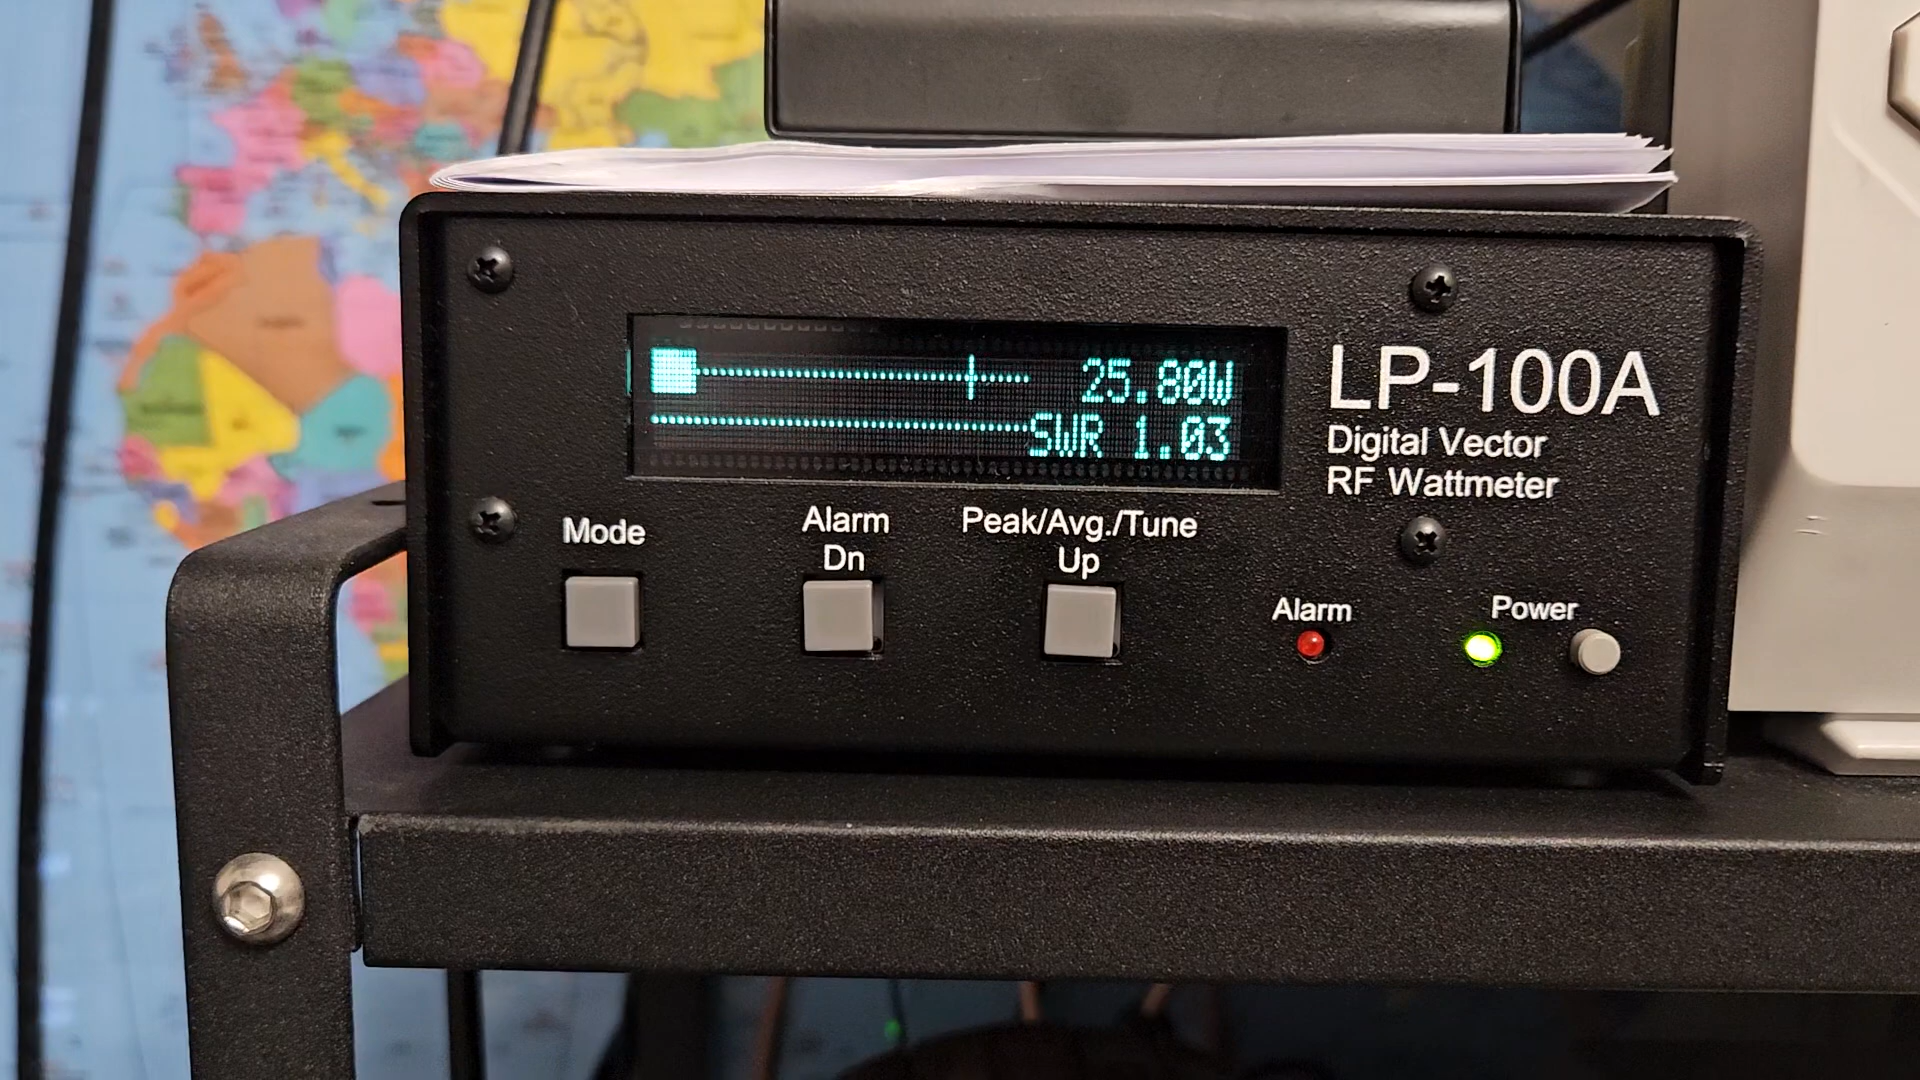 25.80W
SWR 1.03
LP-100A
Digital Vector
RF Wattmeter
Mode
Alarm
Dn
Peak/Avg./Tune
Up
Alarm
Power